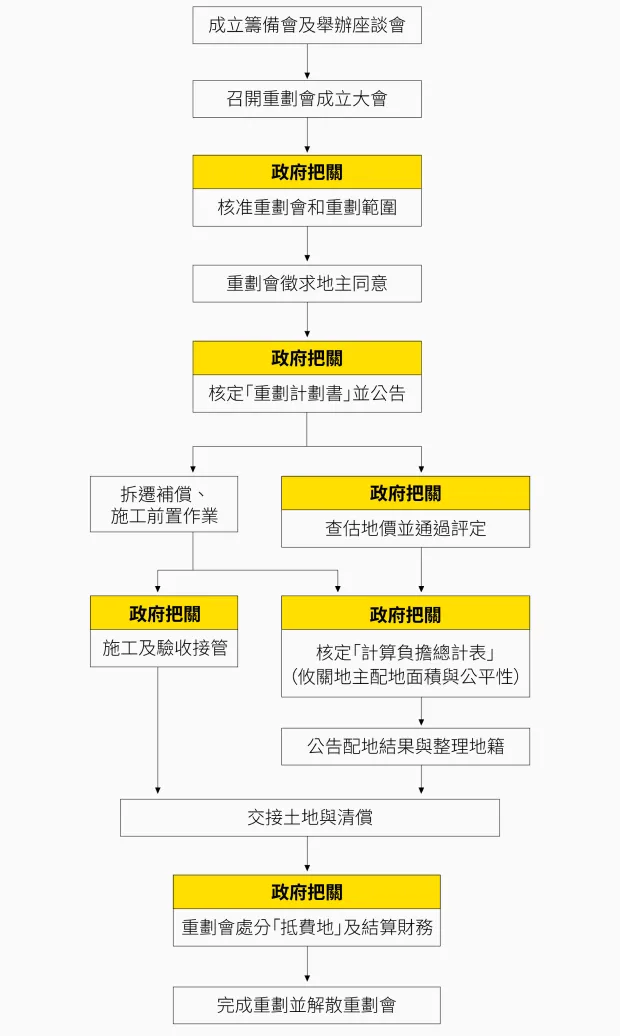 成立籌備會及舉辦座談會
召開重劃會成立大會
政府把關
核准重劃會和重劃範圍
重劃會徵求地主同意
政府把關
核定「重劃計劃書」並公告
拆遷補償、
施工前置作業
政府把關
查估地價並通過評定
政府把關
施工及驗收接管
政府把關
核定「計算負擔總計表」
（攸關地主配地面積與公平性）
公告配地結果與整理地籍
交接土地與清償
政府把關
重劃會處分「抵費地」及結算財務
完成重劃並解散重劃會